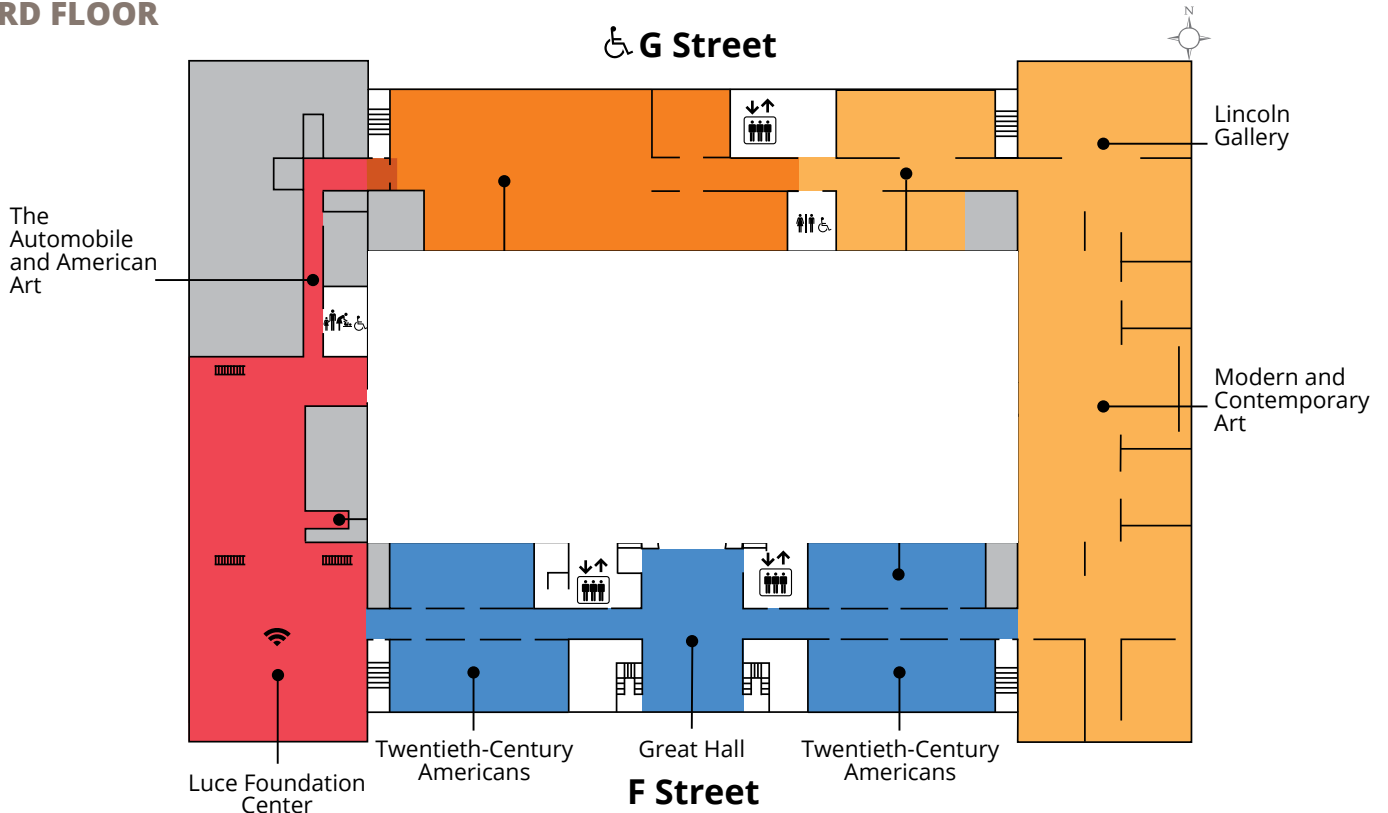 RD FLOOR
N
G Street
Lincoln
Gallery
The
Automobile
and American
Art
Modern and
Contemporary
Art
Twentieth-Century
Americans
Great Hall
Twentieth-Century
Americans
Luce Foundation
Center
F Street